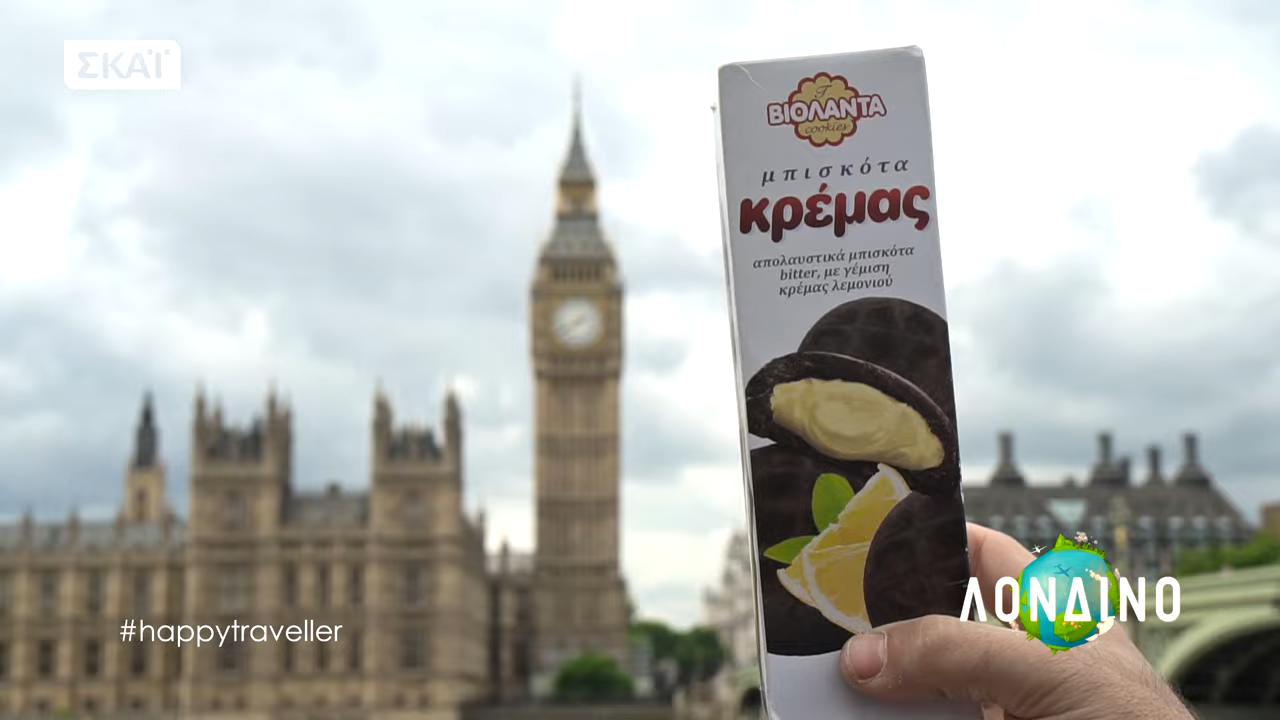 ΣΚΑΪ
Τ
ΒΙΟΛΑΝΤΑ
cookies
μπισκότα
κρέμας
απολαυστικά μπισκότα
bitter, με γέμιση
κρέμας λεμονιού
ΛΟΝΔΙΝΟ
#happytraveller